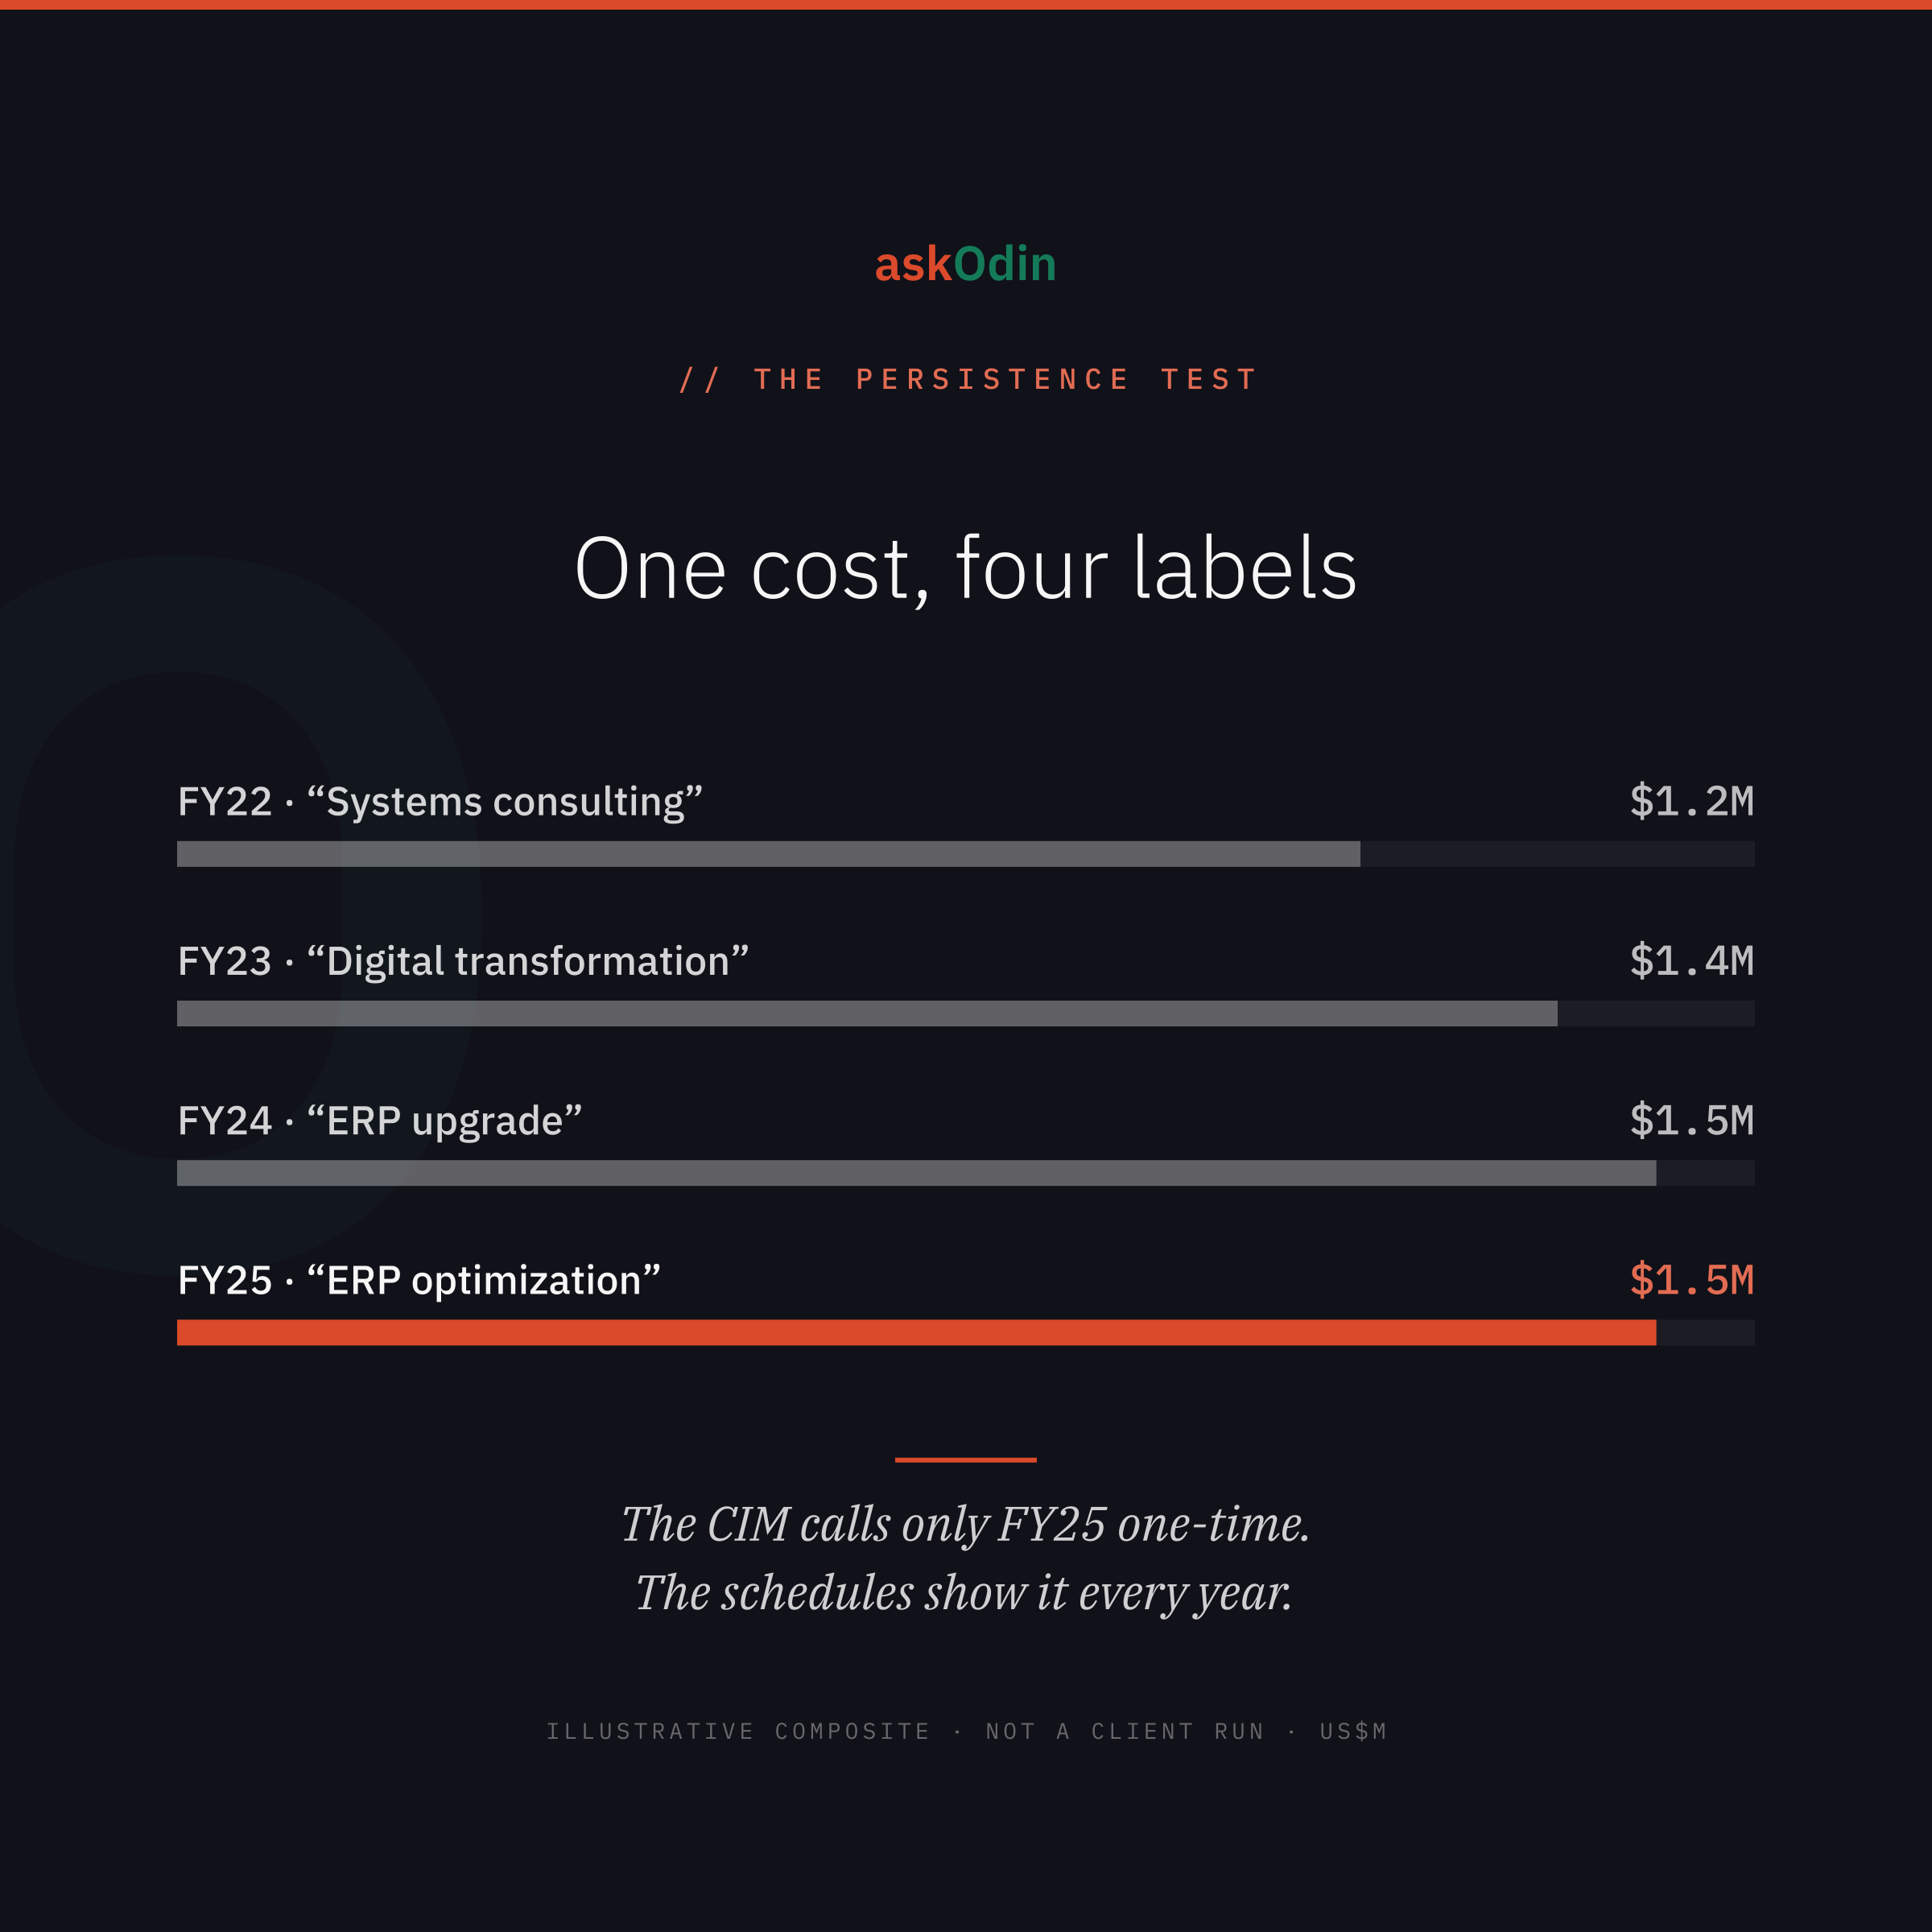 askOdin
// THE PERSISTENCE TEST
One cost, four labels
FY22 · “Systems consulting” $1.2M
FY23 · “Digital transformation” $1.4M
FY24 · “ERP upgrade” $1.5M
FY25 · “ERP optimization” $1.5M
The CIM calls only FY25 one-time.
The schedules show it every year.
ILLUSTRATIVE COMPOSITE · NOT A CLIENT RUN · US$M